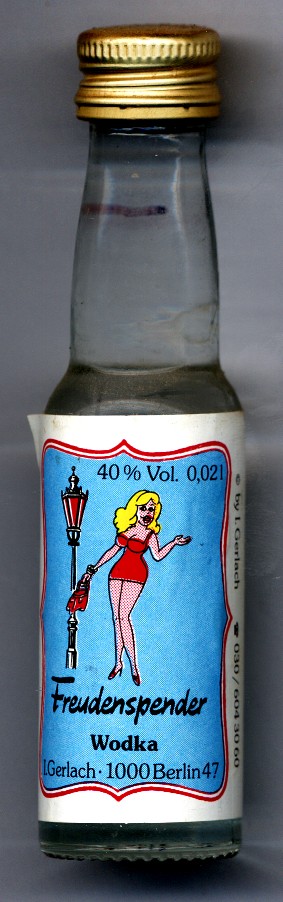 40% Vol. 0,02 l
Freudenspender
Wodka
I.Gerlach · 1000 Berlin 47
© by I.Gerlach ☎ 030/604 30 60